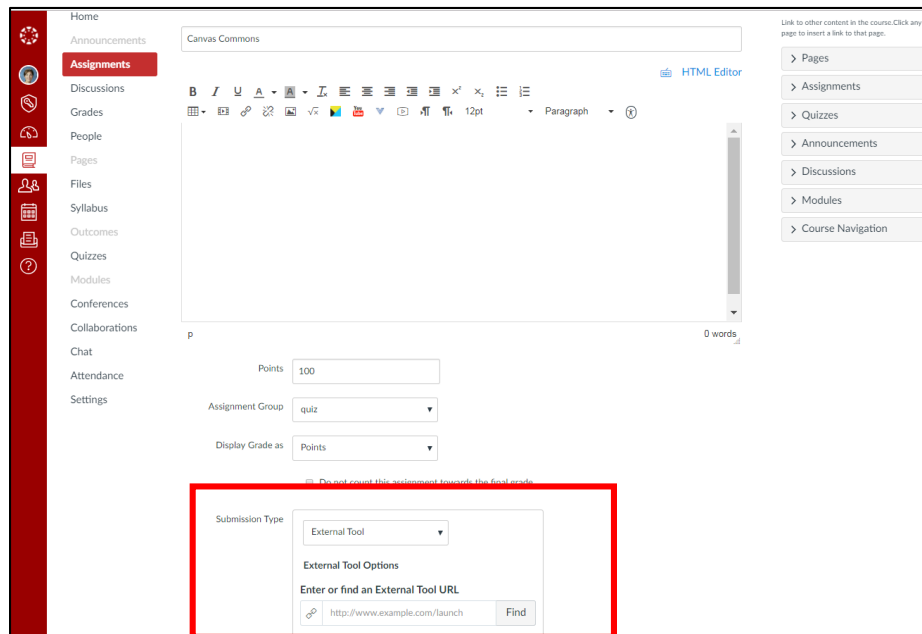 Home
Announcements
Assignments
Discussions
Grades
People
Pages
Files
Syllabus
Outcomes
Quizzes
Modules
Conferences
Collaborations
Chat
Attendance
Settings
Canvas Commons
HTML Editor
B I U A A
12pt Paragraph
p 0 words
Points 100
Assignment Group quiz
Display Grade as Points
Do not count this assignment towards the final grade
Submission Type External Tool
External Tool Options
Enter or find an External Tool URL
http://www.example.com/launch Find
Link to other content in the course.Click any
page to insert a link to that page.
Pages
Assignments
Quizzes
Announcements
Discussions
Modules
Course Navigation